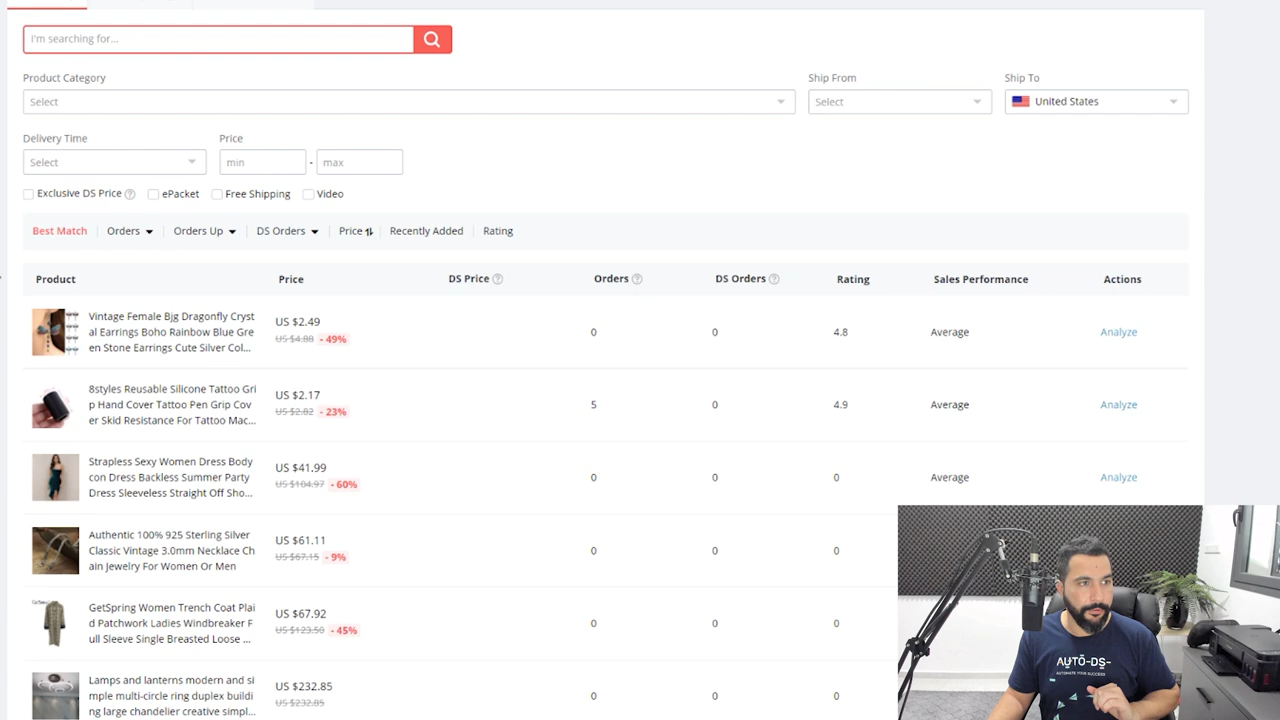 I'm searching for...
Product Category
Ship From
Ship To
Select
Select
United States
Delivery Time
Price
Select
min
-
max
Exclusive DS Price ?
ePacket
Free Shipping
Video
Best Match
Orders
Orders Up
DS Orders
Price
Recently Added
Rating
Product
Price
DS Price ?
Orders ?
DS Orders ?
Rating
Sales Performance
Actions
Vintage Female Bjg Dragonfly Cryst
al Earrings Boho Rainbow Blue Gre
en Stone Earrings Cute Silver Col...
US $2.49
US $4.88 - 49%
0
0
4.8
Average
Analyze
8styles Reusable Silicone Tattoo Gri
p Hand Cover Tattoo Pen Grip Cov
er Skid Resistance For Tattoo Mac...
US $2.17
US $2.82 - 23%
5
0
4.9
Average
Analyze
Strapless Sexy Women Dress Body
con Dress Backless Summer Party
Dress Sleeveless Straight Off Sho...
US $41.99
US $104.97 - 60%
0
0
0
Average
Analyze
Authentic 100% 925 Sterling Silver
Classic Vintage 3.0mm Necklace Ch
ain Jewelry For Women Or Men
US $61.11
US $67.15 - 9%
0
0
0
GetSpring Women Trench Coat Plai
d Patchwork Ladies Windbreaker F
ull Sleeve Single Breasted Loose ...
US $67.92
US $123.50 - 45%
0
0
0
Lamps and lanterns modern and si
mple multi-circle ring duplex buildi
ng large chandelier creative simpl...
US $232.85
US $232.85
0
0
0
AUTO-DS-
AUTOMATE YOUR SUCCESS